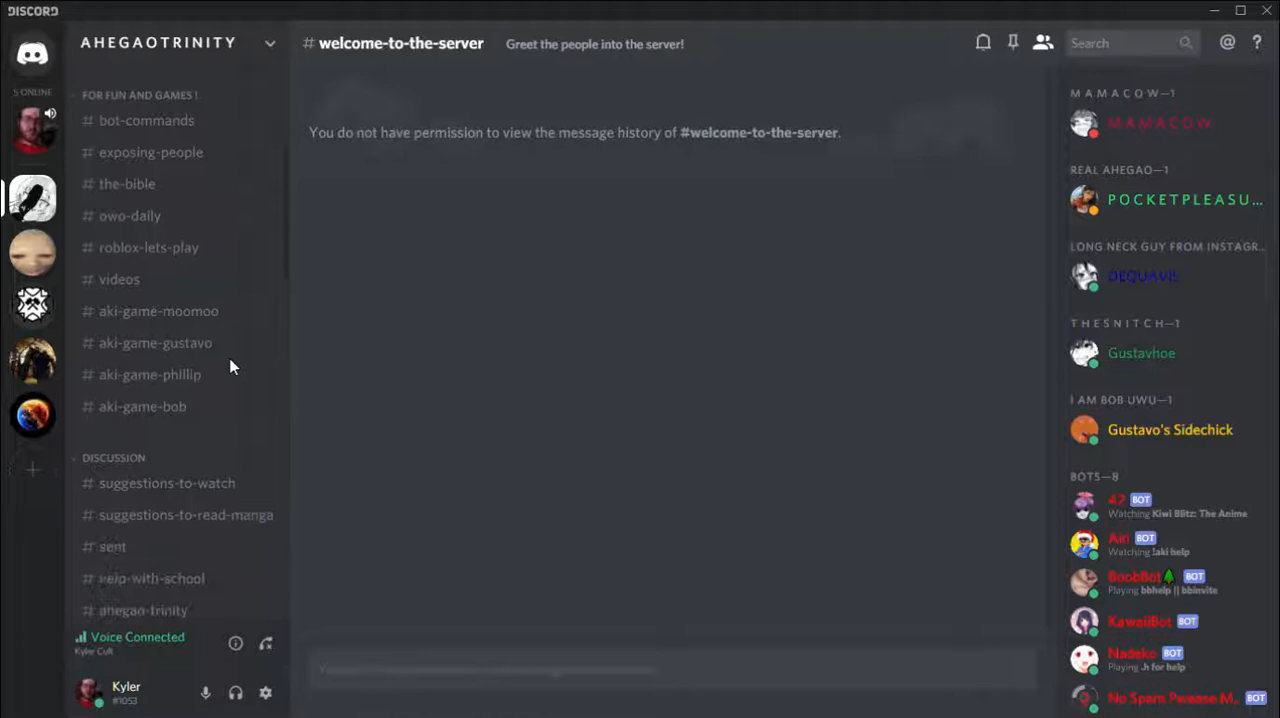 DISCORD
5 ONLINE
AHEGAOTRINITY
FOR FUN AND GAMES !
# bot-commands
# exposing-people
# the-bible
# owo-daily
# roblox-lets-play
# videos
# aki-game-moomoo
# aki-game-gustavo
# aki-game-phillip
# aki-game-bob
DISCUSSION
# suggestions-to-watch
# suggestions-to-read-manga
# sent
# help-with-school
# ahegao-trinity
Voice Connected
Kyler Cult
Kyler
#1053
# welcome-to-the-server Greet the people into the server!
Search
@ ?
You do not have permission to view the message history of #welcome-to-the-server.
M A M A C O W—1
M A M A C O W
REAL AHEGAO—1
P O C K E T P L E A S U ...
LONG NECK GUY FROM INSTAGR...
DEQUAVIS
T H E S N I T C H—1
Gustavhoe
I AM BOB UWU—1
Gustavo's Sidechick
BOTS—8
42 BOT
Watching Kiwi Blitz: The Anime
Airi BOT
Watching !aki help
BoobBot BOT
Playing bbhelp || bbinvite
KawaiiBot BOT
Nadeko BOT
Playing .h for help
No Spam Pwease M... BOT